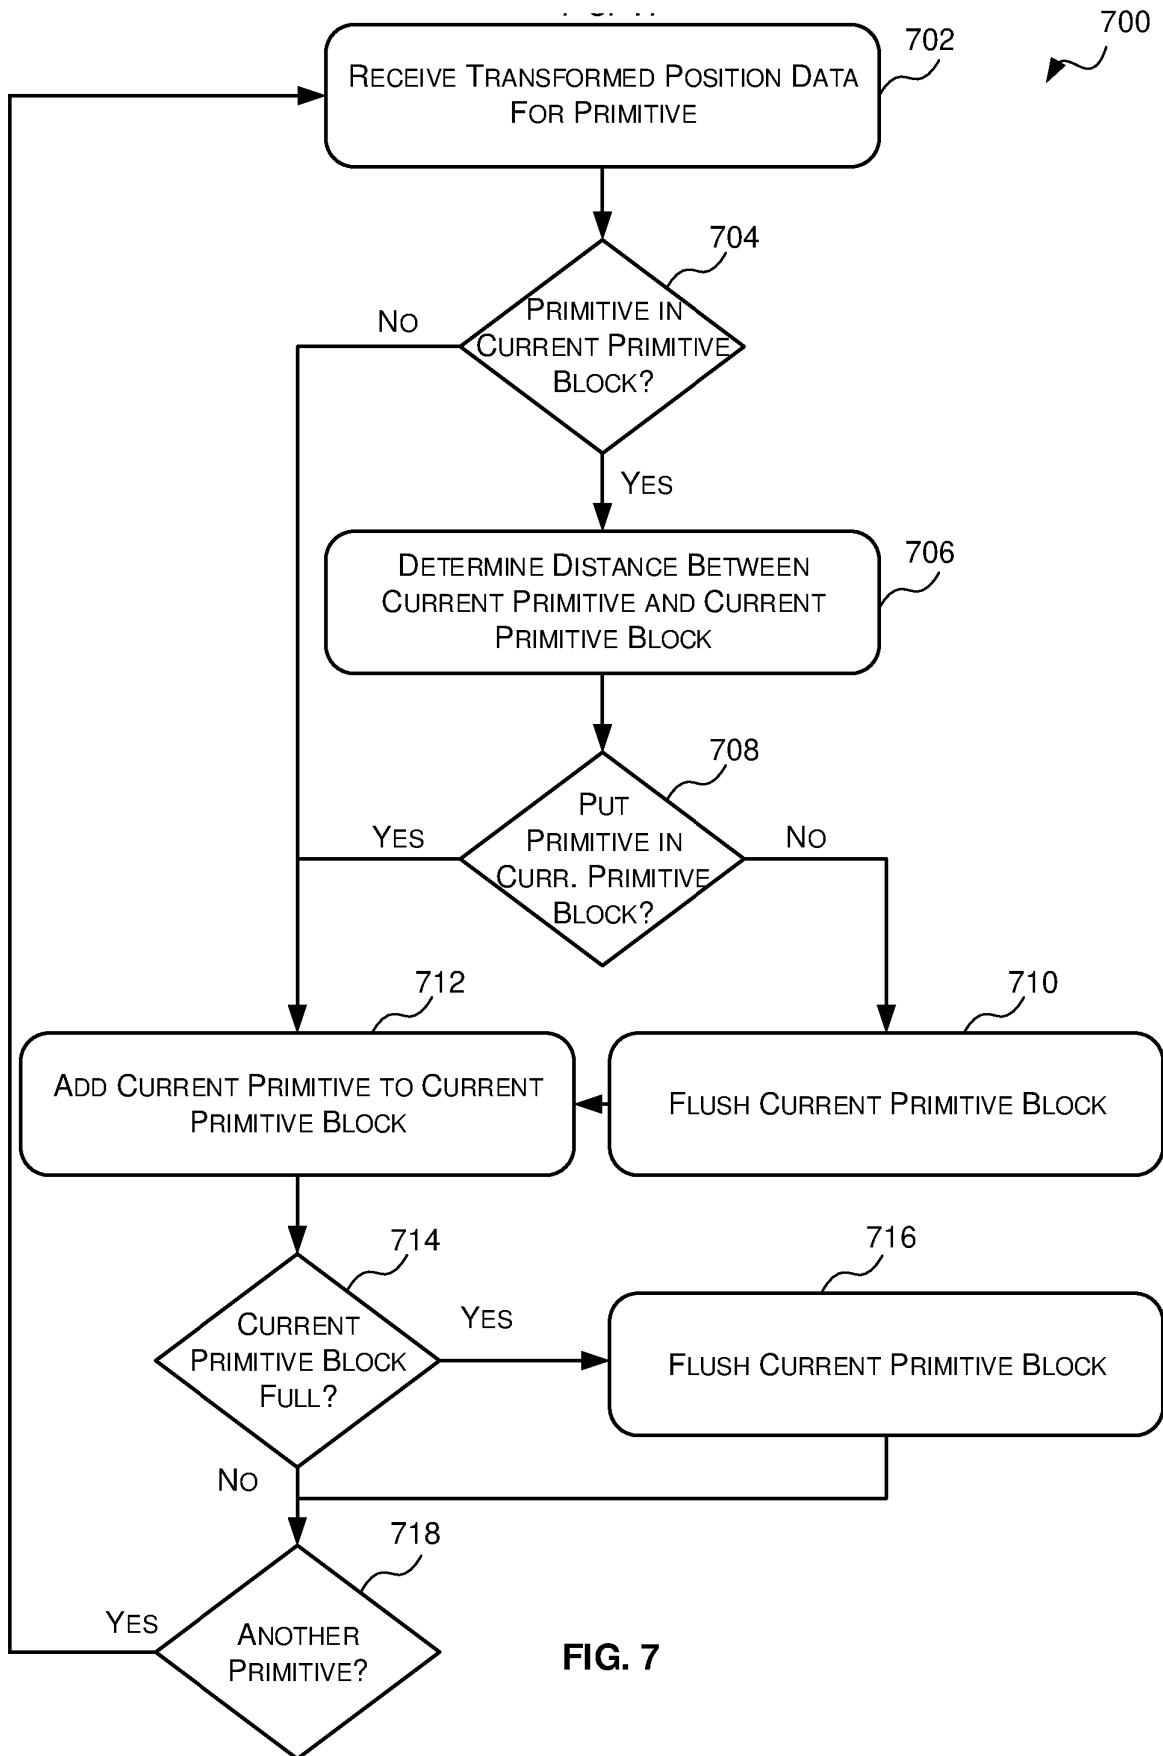 700
702
RECEIVE TRANSFORMED POSITION DATA
FOR PRIMITIVE
704
PRIMITIVE IN
CURRENT PRIMITIVE
BLOCK?
NO
YES
706
DETERMINE DISTANCE BETWEEN
CURRENT PRIMITIVE AND CURRENT
PRIMITIVE BLOCK
708
PUT
PRIMITIVE IN
CURR. PRIMITIVE
BLOCK?
YES
NO
712
710
ADD CURRENT PRIMITIVE TO CURRENT
PRIMITIVE BLOCK
FLUSH CURRENT PRIMITIVE BLOCK
714
716
CURRENT
PRIMITIVE BLOCK
FULL?
YES
FLUSH CURRENT PRIMITIVE BLOCK
NO
718
YES
ANOTHER
PRIMITIVE?
FIG. 7